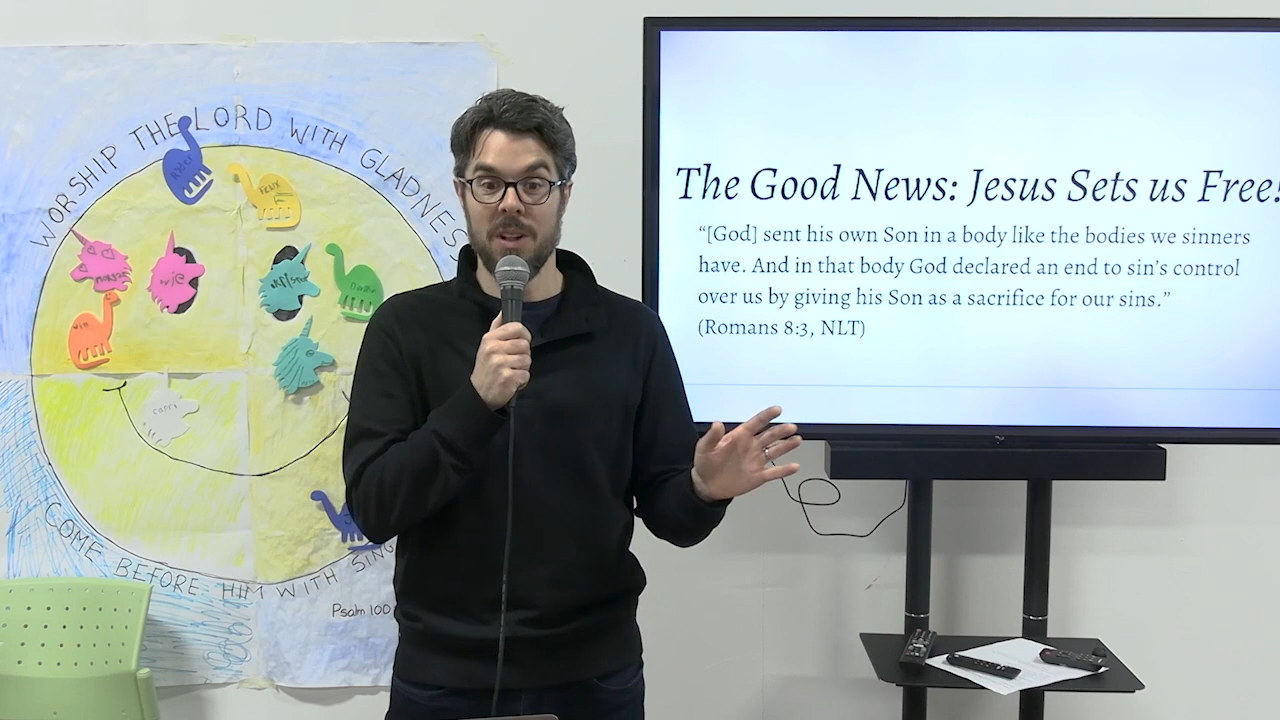 WORSHIP THE LORD WITH GLADNESS
COME BEFORE HIM WITH SING
Psalm 100
The Good News: Jesus Sets us Free!
“[God] sent his own Son in a body like the bodies we sinners
have. And in that body God declared an end to sin’s control
over us by giving his Son as a sacrifice for our sins.”
(Romans 8:3, NLT)